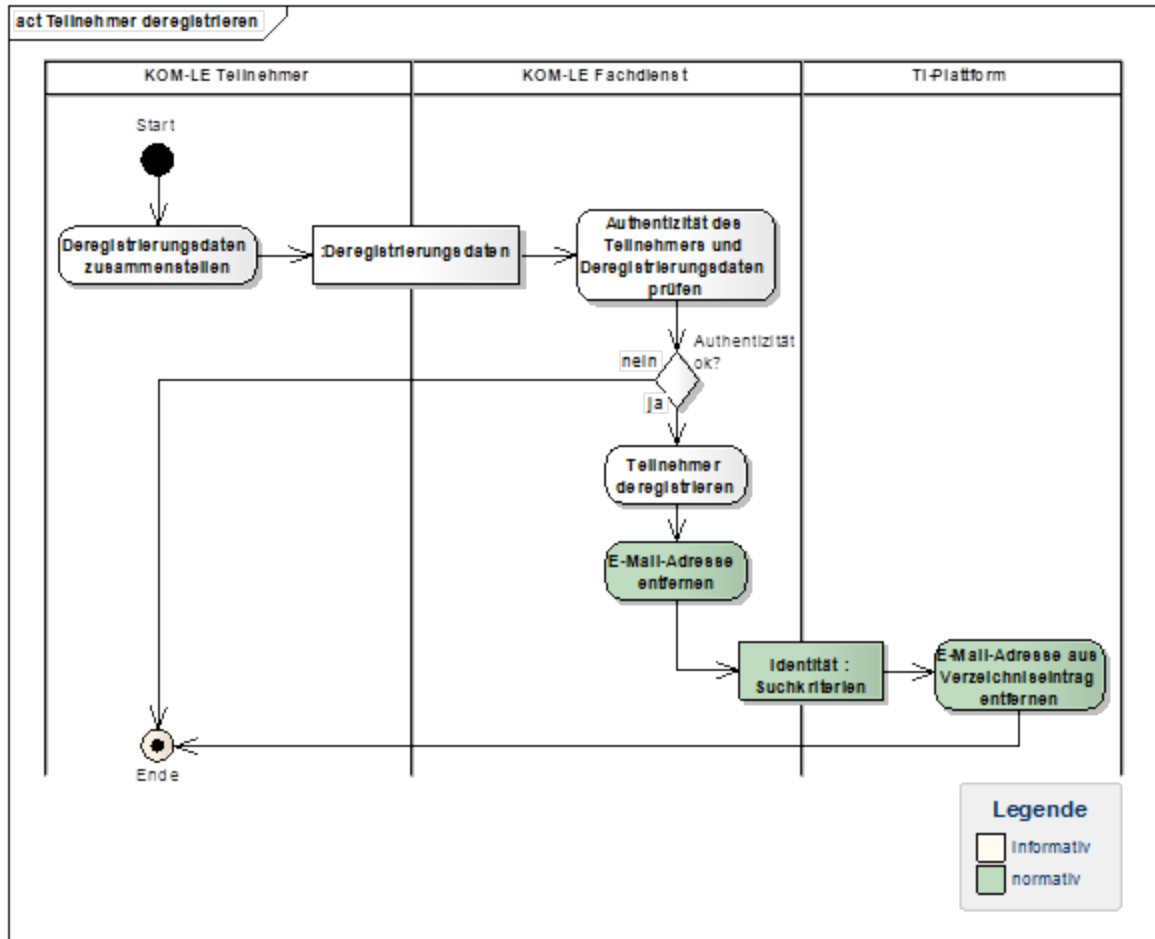 act Teilnehmer deregistrieren
KOM-LE Teilnehmer
KOM-LE Fachdienst
TI-Plattform
Start
Deregistrierungsdaten
zusammenstellen
:Deregistrierungsdaten
Authentizität des
Teilnehmers und
Deregistrierungsdaten
prüfen
Authentizität
ok?
nein
ja
Teilnehmer
deregistrieren
E-Mail-Adresse
entfernen
Identität :
Suchkriterien
E-Mail-Adresse aus
Verzeichniseintrag
entfernen
Ende
Legende
informativ
normativ